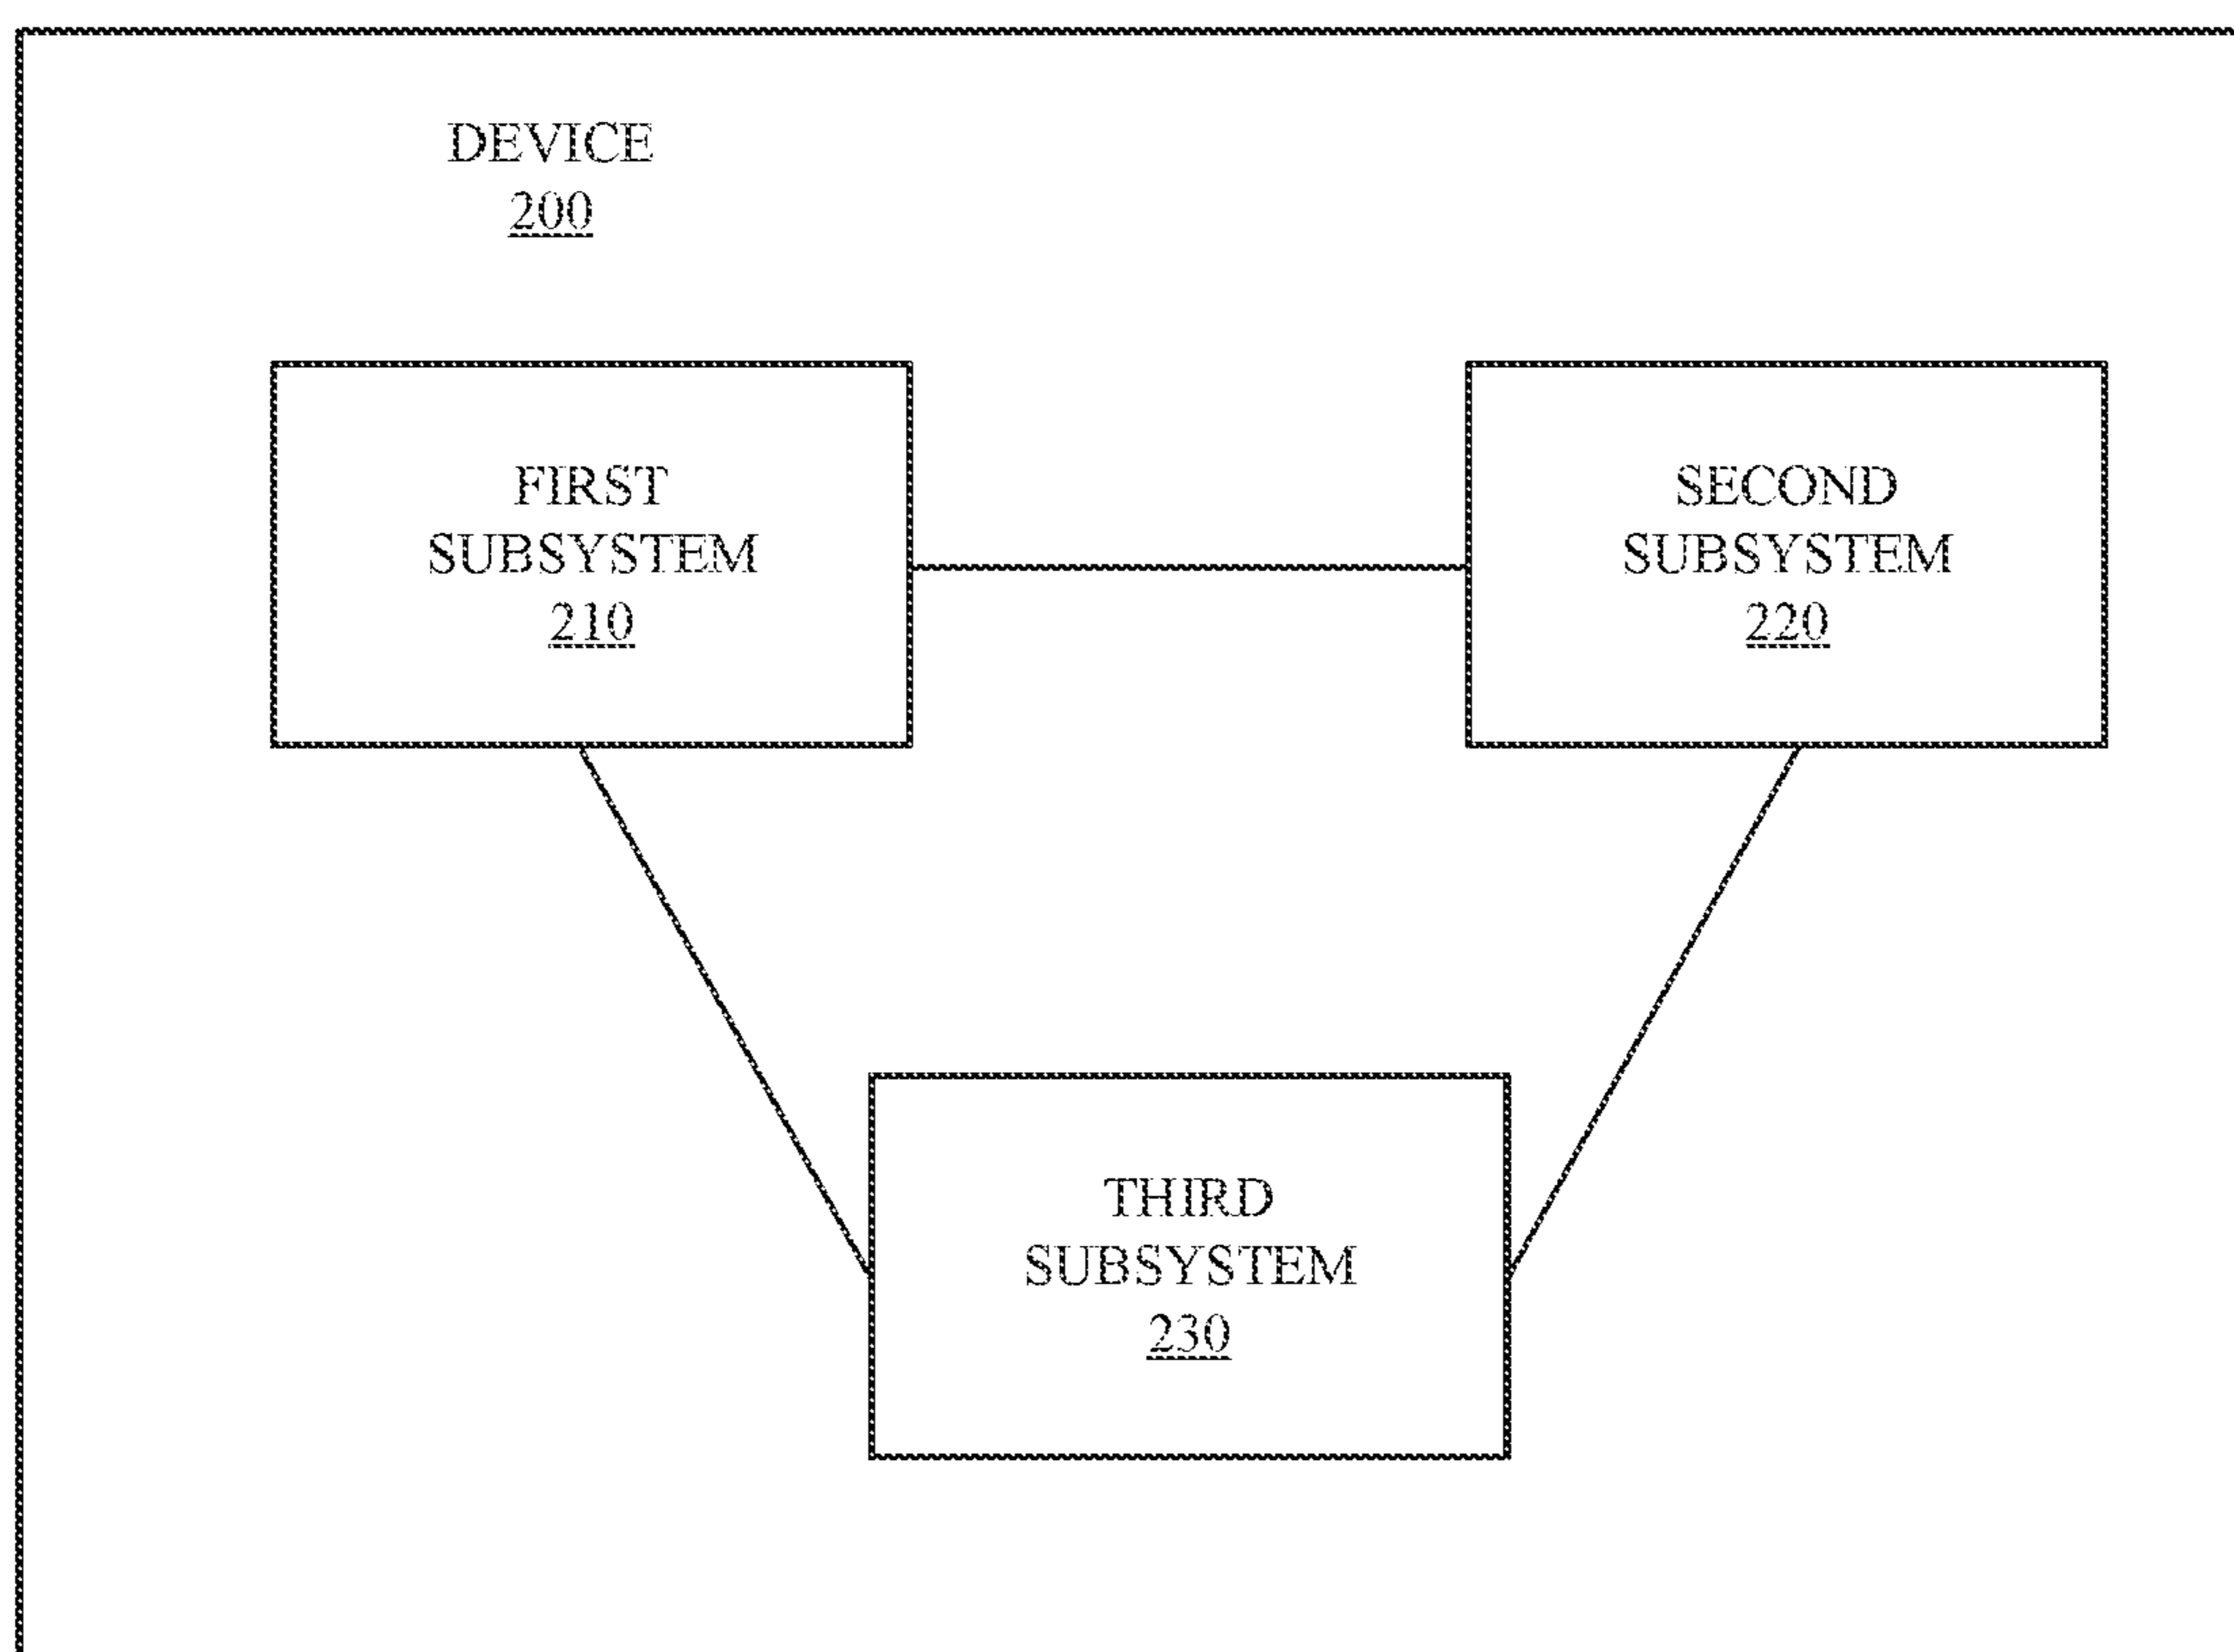 DEVICE
200
FIRST
SUBSYSTEM
210
SECOND
SUBSYSTEM
220
THIRD
SUBSYSTEM
230